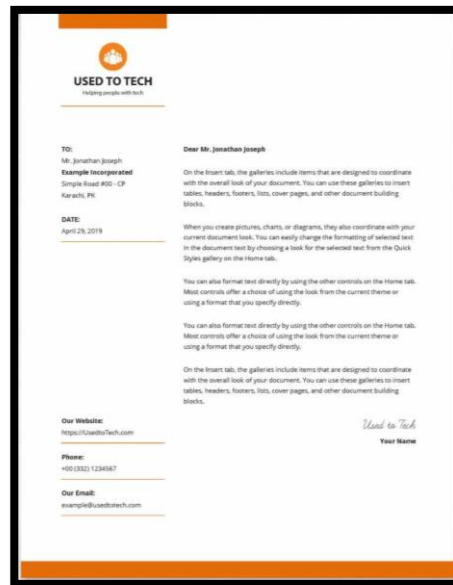 USED TO TECH
Helping people with tech
TO:
Mr. Jonathan Joseph
Example Incorporated
Simple Road #00 - CP
Karachi, PK
DATE:
April 29, 2019
Dear Mr. Jonathan Joseph
On the Insert tab, the galleries include items that are designed to coordinate
with the overall look of your document. You can use these galleries to insert
tables, headers, footers, lists, cover pages, and other document building
blocks.
When you create pictures, charts, or diagrams, they also coordinate with your
current document look. You can easily change the formatting of selected text
in the document text by choosing a look for the selected text from the Quick
Styles gallery on the Home tab.
You can also format text directly by using the other controls on the Home tab.
Most controls offer a choice of using the look from the current theme or
using a format that you specify directly.
You can also format text directly by using the other controls on the Home tab.
Most controls offer a choice of using the look from the current theme or
using a format that you specify directly.
On the Insert tab, the galleries include items that are designed to coordinate
with the overall look of your document. You can use these galleries to insert
tables, headers, footers, lists, cover pages, and other document building
blocks.
Used to Tech
Your Name
Our Website:
https://UsedtoTech.com
Phone:
+00 (332) 1234567
Our Email:
example@usedtotech.com